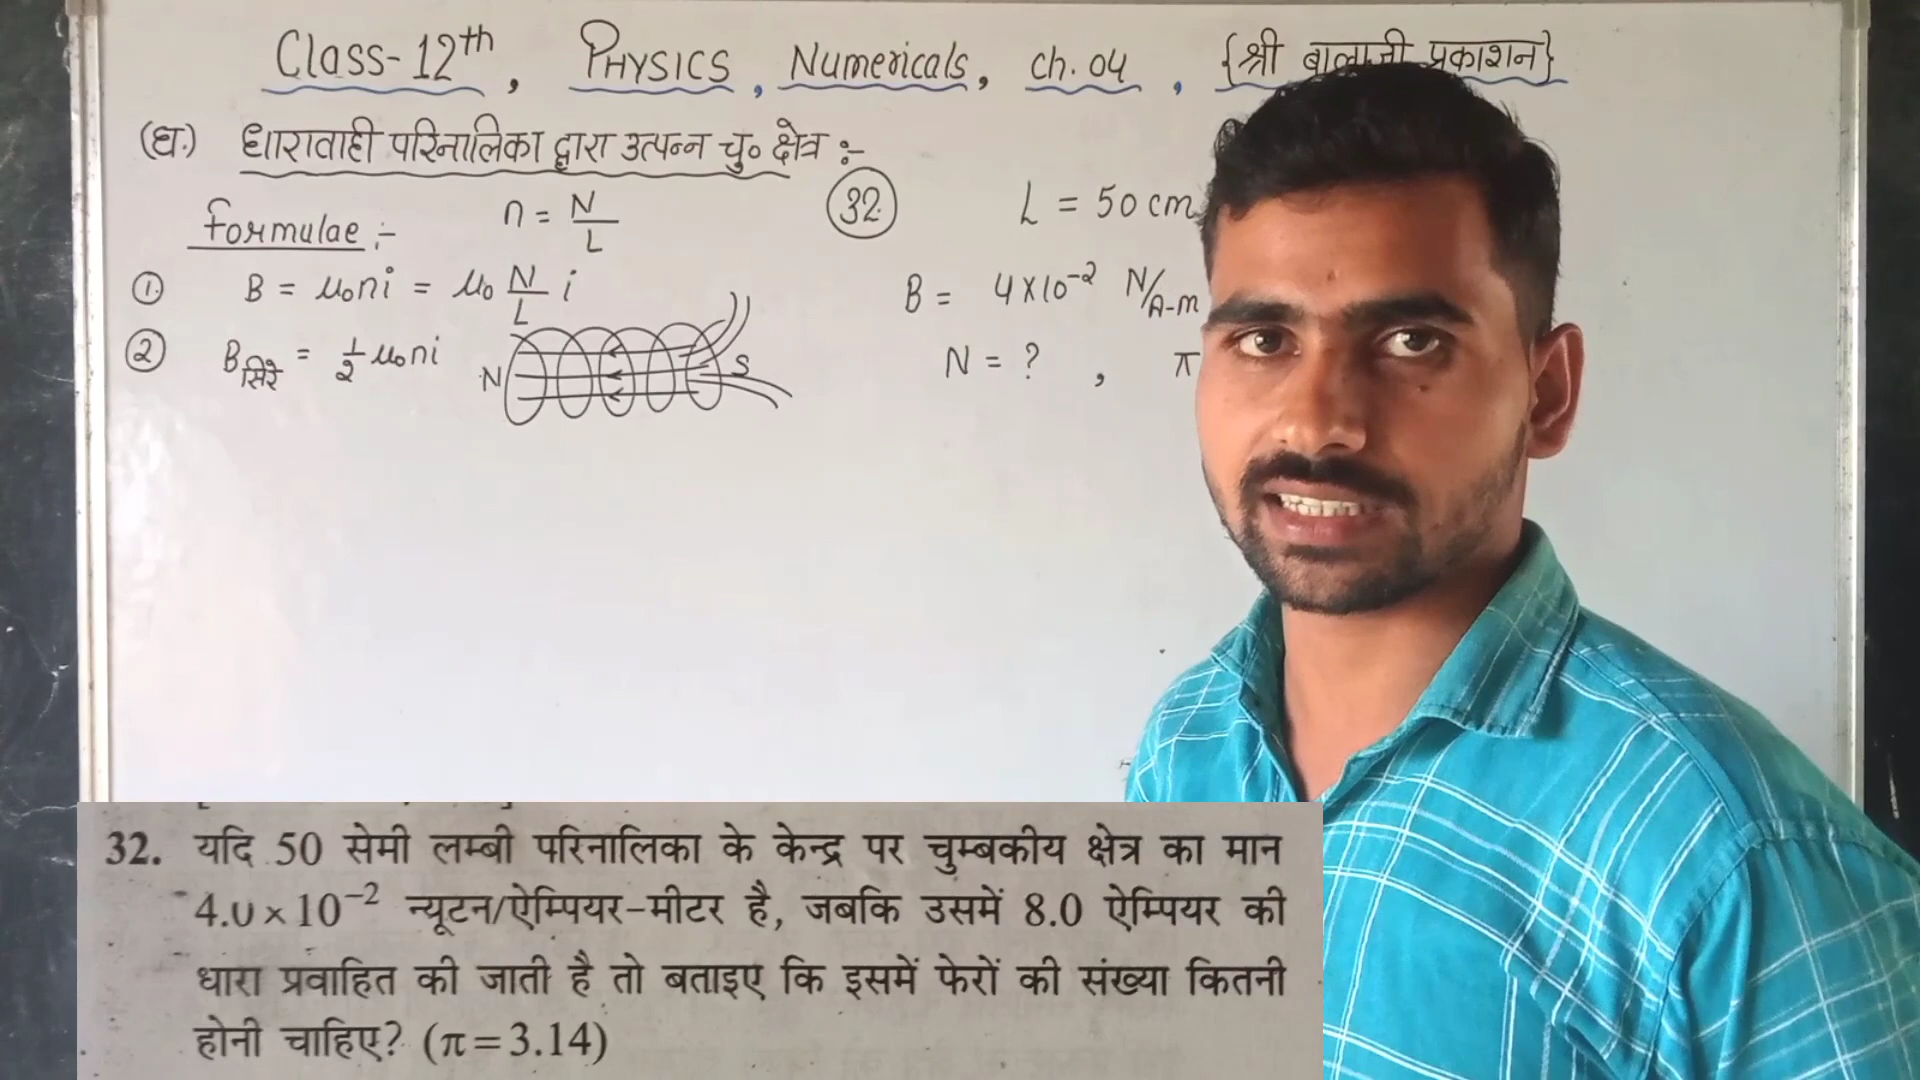 Class-12th, PHYSICS, Numericals, ch. 04, {श्री बालाजी प्रकाशन}
(घ.) धारावाही परिनालिका द्वारा उत्पन्न चु० क्षेत्र :-
formulae :-
n = N/L
① B = μ₀ni = μ₀ N/L i
② Bसिरे = 1/2 μ₀ni
N
S
32.
L = 50 cm
B = 4×10⁻² N/A-m
N = ? , π
32. यदि 50 सेमी लम्बी परिनालिका के केन्द्र पर चुम्बकीय क्षेत्र का मान
4.0×10⁻² न्यूटन/ऐम्पियर-मीटर है, जबकि उसमें 8.0 ऐम्पियर की
धारा प्रवाहित की जाती है तो बताइए कि इसमें फेरों की संख्या कितनी
होनी चाहिए? (π=3.14)